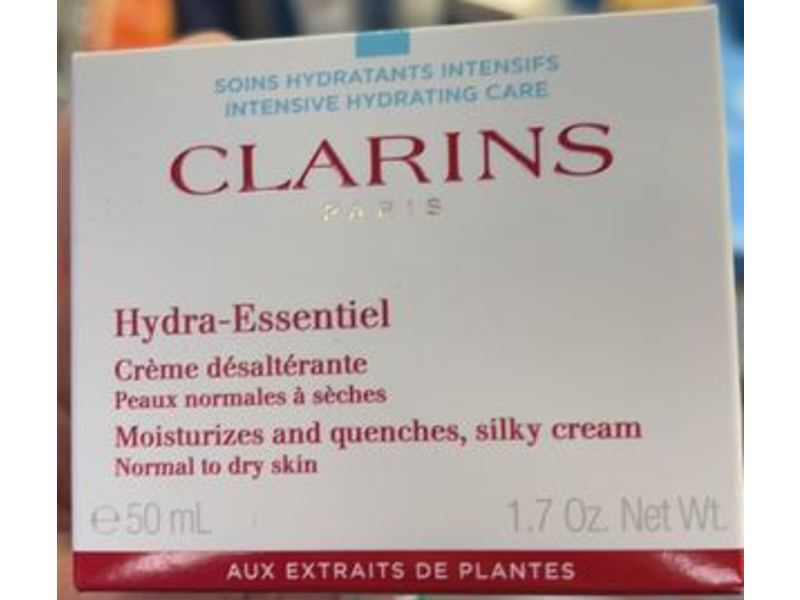 SOINS HYDRATANTS INTENSIFS
INTENSIVE HYDRATING CARE
CLARINS
PARIS
Hydra-Essentiel
Crème désaltérante
Peaux normales à sèches
Moisturizes and quenches, silky cream
Normal to dry skin
℮50 mL 1.7 Oz. Net Wt.
AUX EXTRAITS DE PLANTES